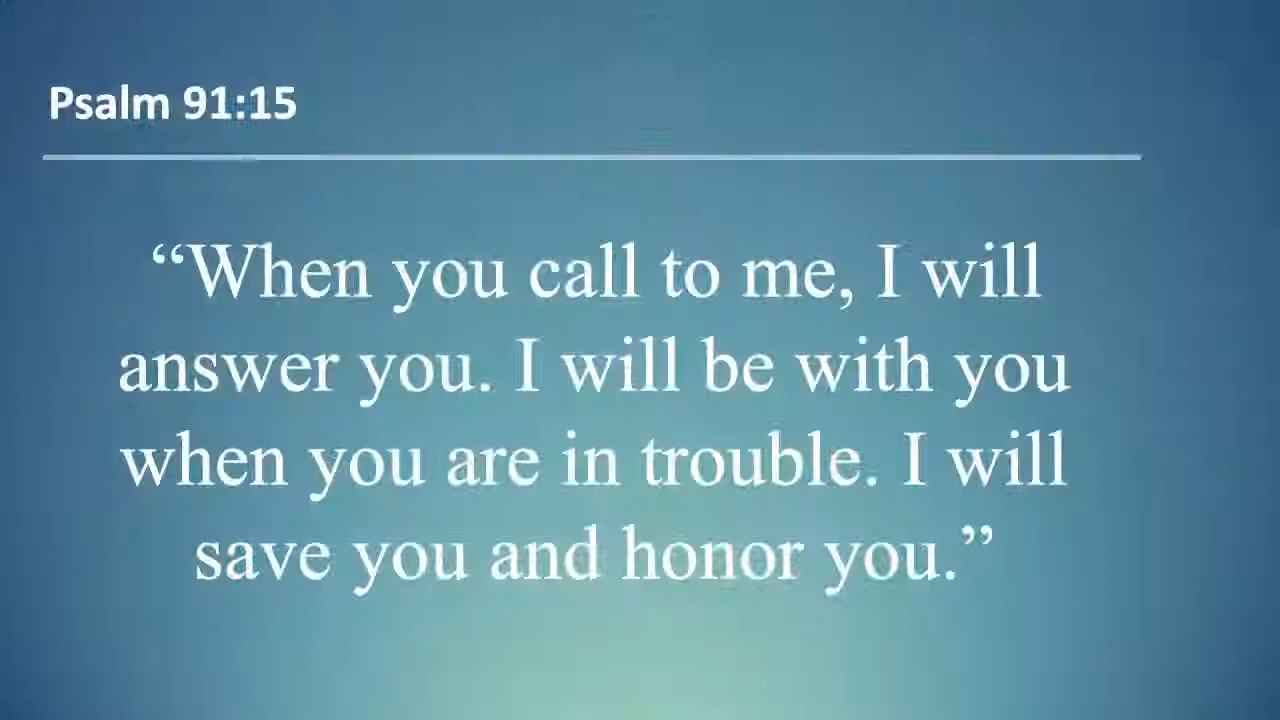 Psalm 91:15
“When you call to me, I will
answer you. I will be with you
when you are in trouble. I will
save you and honor you.”